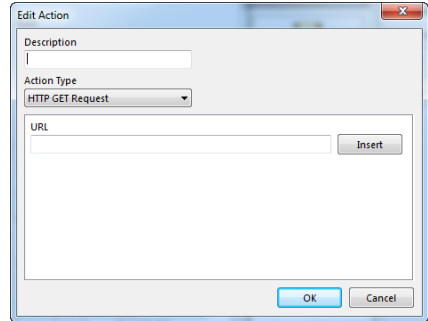 Edit Action
Description
Action Type
HTTP GET Request
URL
Insert
OK
Cancel